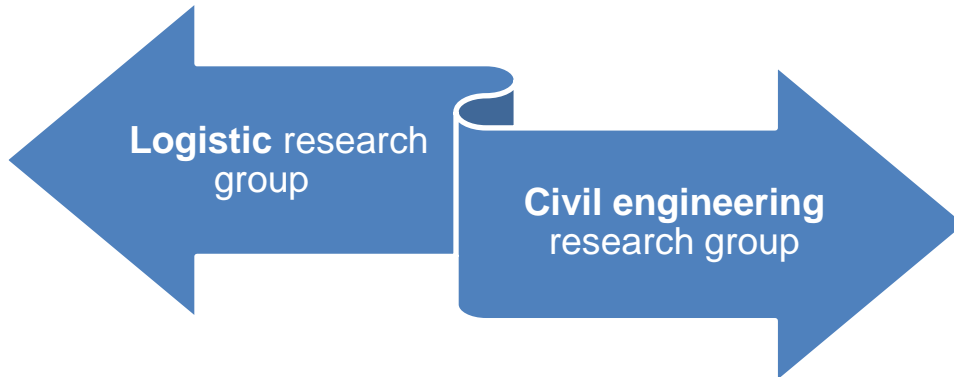 Logistic research
group
Civil engineering
research group